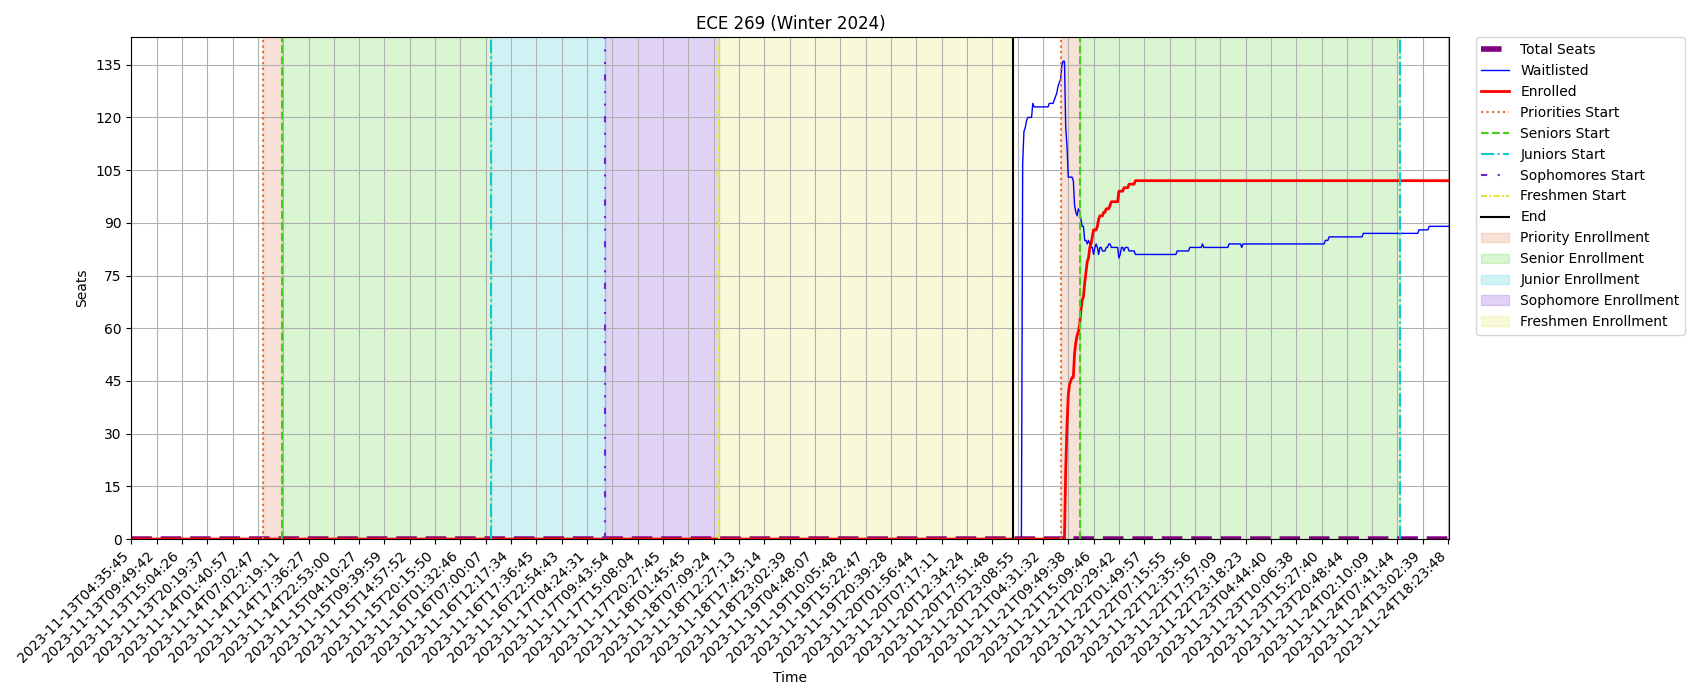 ECE 269 (Winter 2024)
Seats
135
120
105
90
75
60
45
30
15
0
2023-11-13T04:35:45
2023-11-13T09:49:42
2023-11-13T15:04:26
2023-11-13T20:19:37
2023-11-14T01:40:57
2023-11-14T07:02:47
2023-11-14T12:19:11
2023-11-14T17:36:27
2023-11-14T22:53:00
2023-11-15T04:10:27
2023-11-15T09:39:59
2023-11-15T14:57:52
2023-11-15T20:15:50
2023-11-16T01:32:46
2023-11-16T07:00:07
2023-11-16T12:17:34
2023-11-16T17:36:45
2023-11-16T22:54:43
2023-11-17T04:24:31
2023-11-17T09:43:54
2023-11-17T15:08:04
2023-11-17T20:27:45
2023-11-18T01:45:45
2023-11-18T07:09:24
2023-11-18T12:27:13
2023-11-18T17:45:14
2023-11-18T23:02:39
2023-11-19T04:48:07
2023-11-19T10:05:48
2023-11-19T15:22:47
2023-11-19T20:39:28
2023-11-20T01:56:44
2023-11-20T07:17:11
2023-11-20T12:34:24
2023-11-20T17:51:48
2023-11-20T23:08:55
2023-11-21T04:31:32
2023-11-21T09:49:38
2023-11-21T15:09:46
2023-11-21T20:29:42
2023-11-22T01:49:57
2023-11-22T07:15:55
2023-11-22T12:35:56
2023-11-22T17:57:09
2023-11-22T23:18:23
2023-11-23T04:44:40
2023-11-23T10:06:38
2023-11-23T15:27:40
2023-11-23T20:48:44
2023-11-24T02:10:09
2023-11-24T07:41:44
2023-11-24T13:02:39
2023-11-24T18:23:48
Time
Total Seats
Waitlisted
Enrolled
Priorities Start
Seniors Start
Juniors Start
Sophomores Start
Freshmen Start
End
Priority Enrollment
Senior Enrollment
Junior Enrollment
Sophomore Enrollment
Freshmen Enrollment